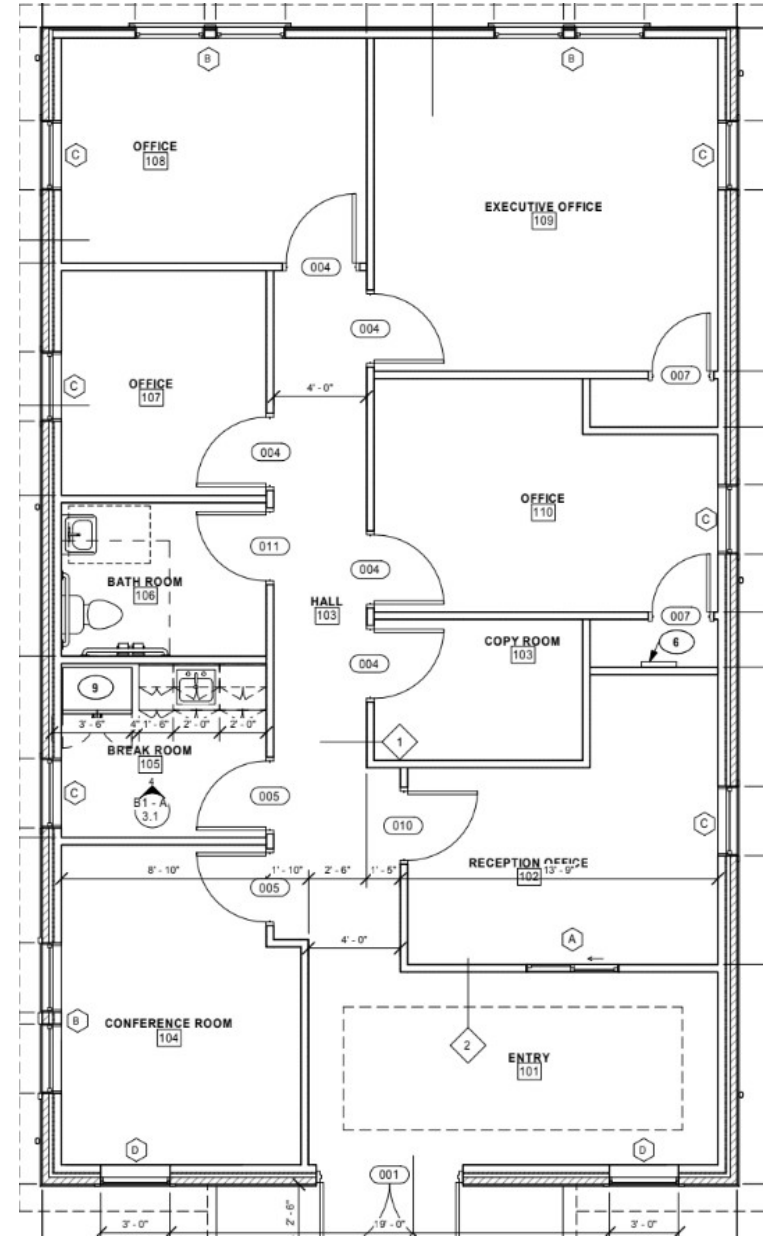 B
B
OFFICE
108
C
C
EXECUTIVE OFFICE
109
004
004
007
4' - 0"
OFFICE
107
C
004
OFFICE
110
C
011
004
BATH ROOM
106
HALL
103
007
6
COPY ROOM
103
004
9
3' - 6"
4"
1' - 6"
2' - 0"
2' - 0"
BREAK ROOM
105
1
C
4
B1 - A
3.1
005
010
C
RECEPTION OFFICE
102
8' - 10"
1' - 10"
2' - 6"
1' - 5"
13' - 9"
005
4' - 0"
A
CONFERENCE ROOM
104
B
2
ENTRY
101
D
D
001
2' - 6"
3' - 0"
19' - 0"
3' - 0"